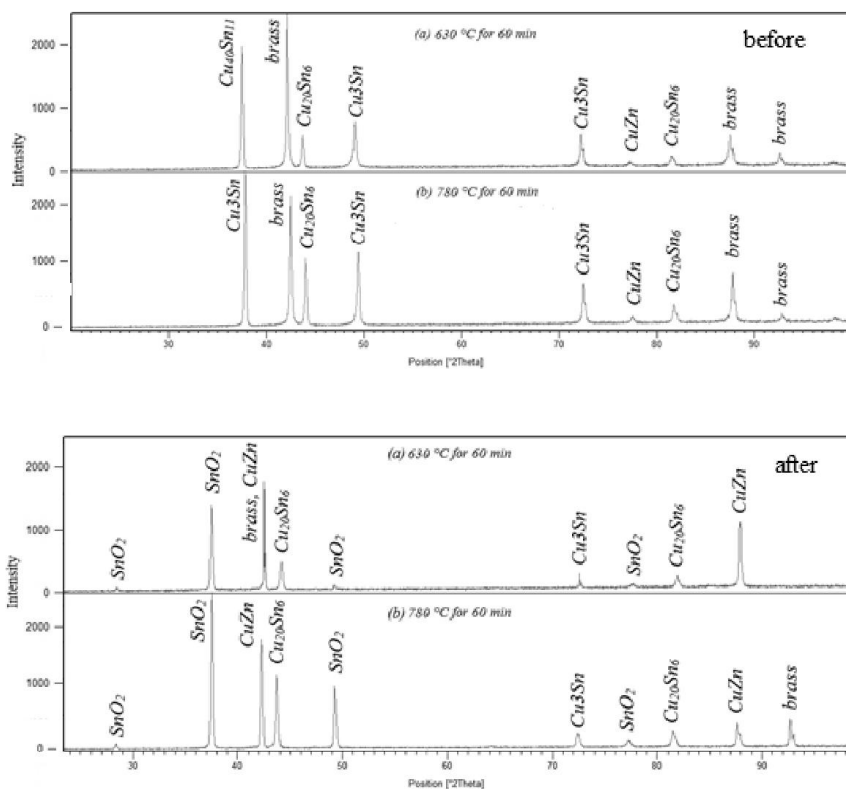 (a) 630 °C for 60 min
before
2000
1000
0
Intensity
Cu₄₀Sn₁₁
brass
Cu₂₀Sn₆
Cu3Sn
Cu3Sn
CuZn
Cu₂₀Sn₆
brass
brass
(b) 780 °C for 60 min
2000
1000
0
Cu3Sn
brass
Cu₂₀Sn₆
Cu3Sn
Cu3Sn
CuZn
Cu₂₀Sn₆
brass
brass
30 40 50 60 70 80 90
Position [°2Theta]
(a) 630 °C for 60 min
after
2000
1000
0
Intensity
SnO₂
SnO₂
brass, CuZn
Cu₂₀Sn₆
SnO₂
Cu3Sn
SnO₂
Cu₂₀Sn₆
CuZn
(b) 780 °C for 60 min
2000
1000
0
SnO₂
SnO₂
CuZn
Cu₂₀Sn₆
SnO₂
Cu3Sn
SnO₂
Cu₂₀Sn₆
CuZn
brass
30 40 50 60 70 80 90
Position [°2Theta]